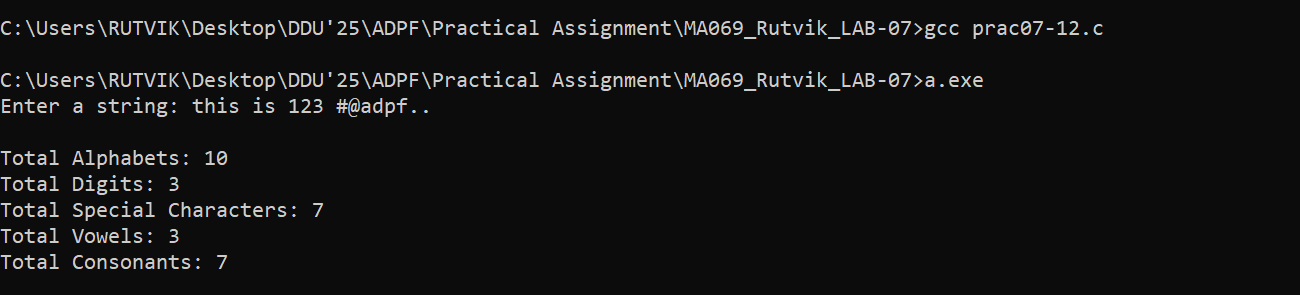 C:\Users\RUTVIK\Desktop\DDU'25\ADPF\Practical Assignment\MA069_Rutvik_LAB-07>gcc prac07-12.c
C:\Users\RUTVIK\Desktop\DDU'25\ADPF\Practical Assignment\MA069_Rutvik_LAB-07>a.exe
Enter a string: this is 123 #@adpf..
Total Alphabets: 10
Total Digits: 3
Total Special Characters: 7
Total Vowels: 3
Total Consonants: 7